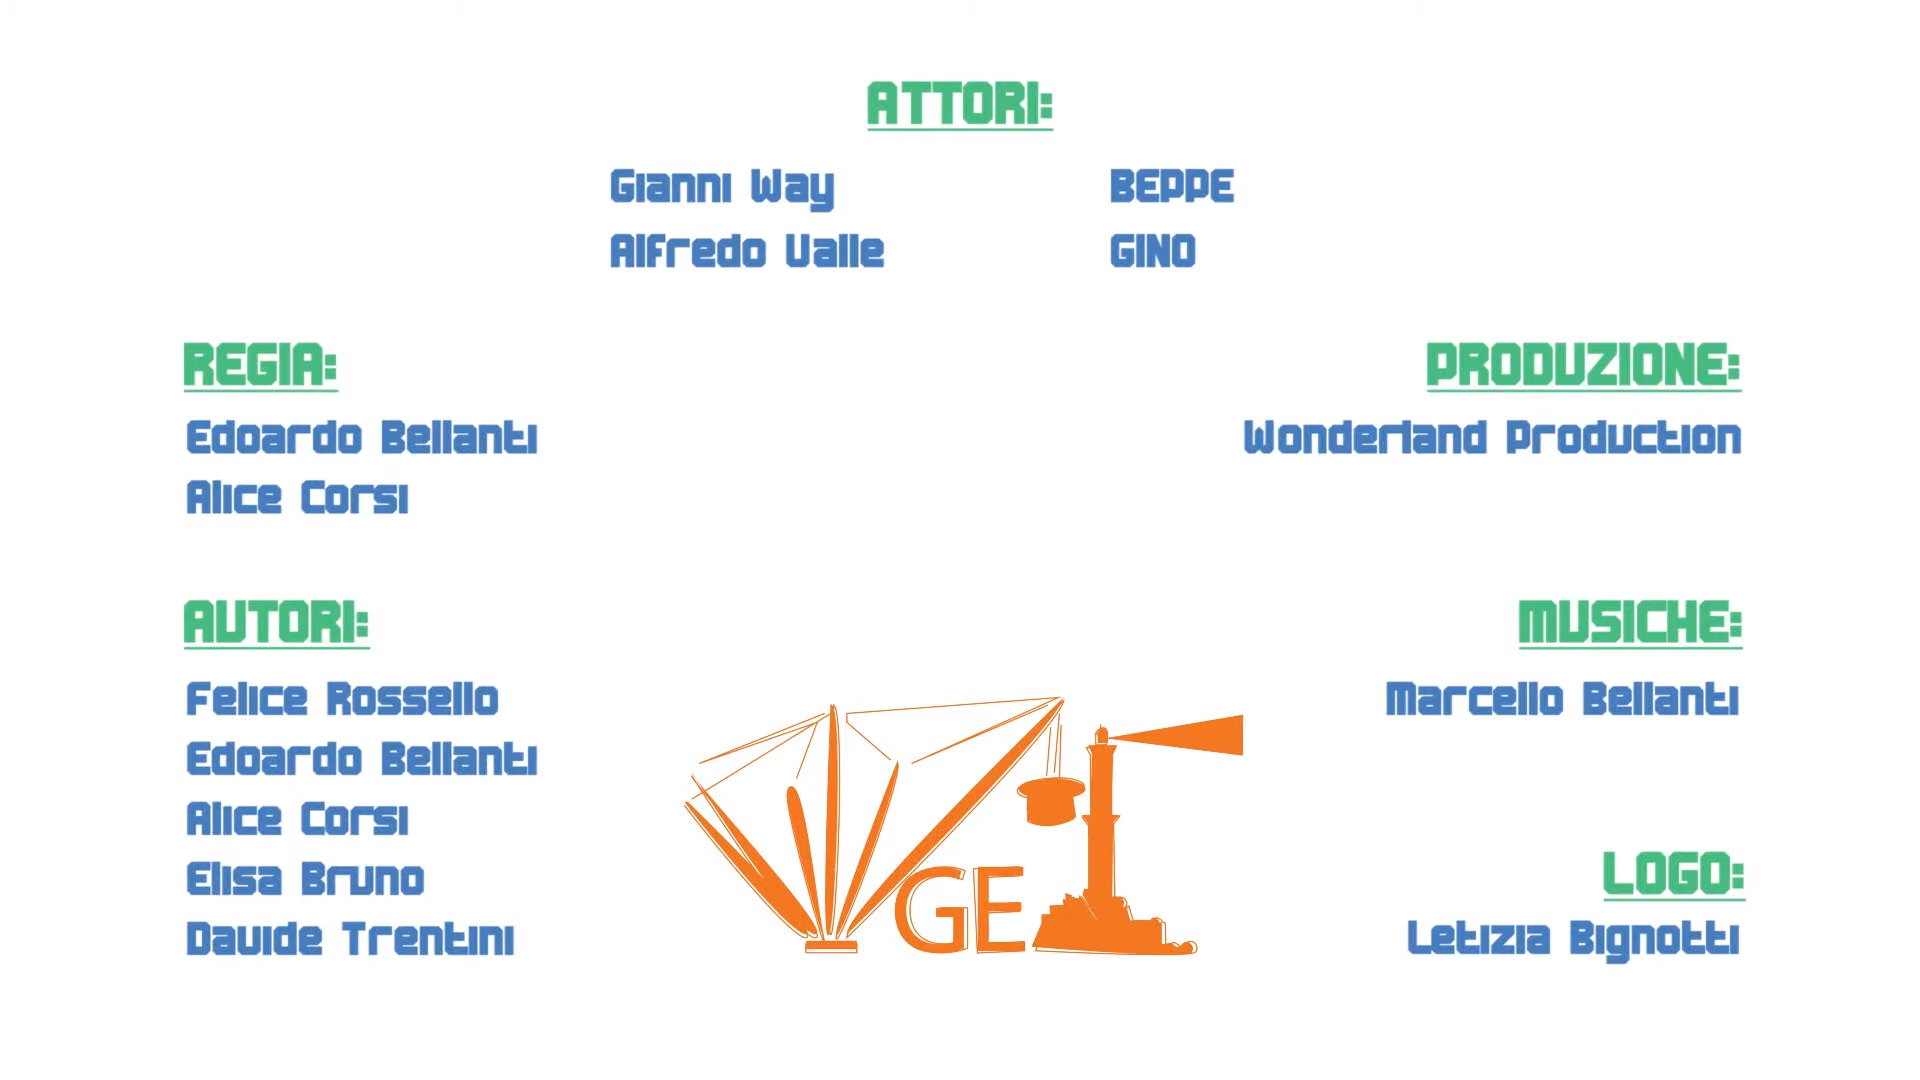 ATTORI:
Gianni Way BEPPE
Alfredo Valle GINO
REGIA:
Edoardo Bellanti
Alice Corsi
PRODUZIONE:
Wonderland Production
AUTORI:
Felice Rossello
Edoardo Bellanti
Alice Corsi
Elisa Bruno
Davide Trentini
MUSICHE:
Marcello Bellanti
LOGO:
Letizia Bignotti
GE